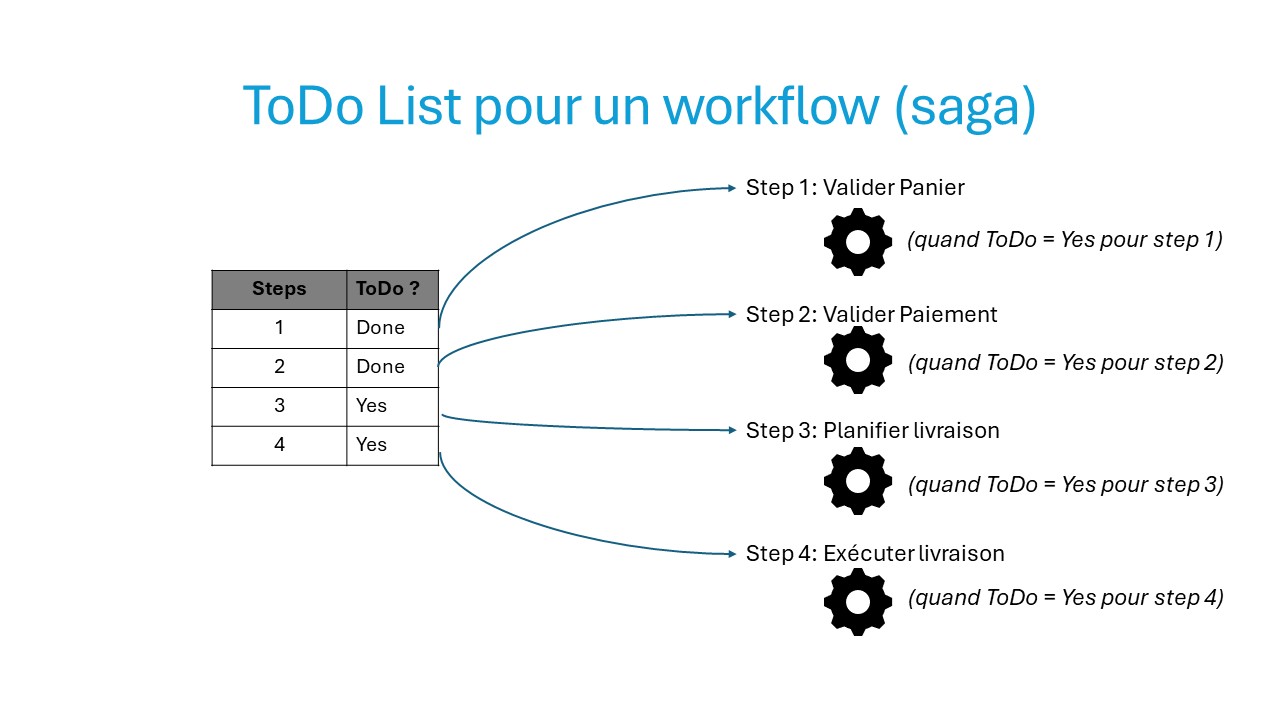 ToDo List pour un workflow (saga)
Steps ToDo ?
1 Done
2 Done
3 Yes
4 Yes
Step 1: Valider Panier
(quand ToDo = Yes pour step 1)
Step 2: Valider Paiement
(quand ToDo = Yes pour step 2)
Step 3: Planifier livraison
(quand ToDo = Yes pour step 3)
Step 4: Exécuter livraison
(quand ToDo = Yes pour step 4)